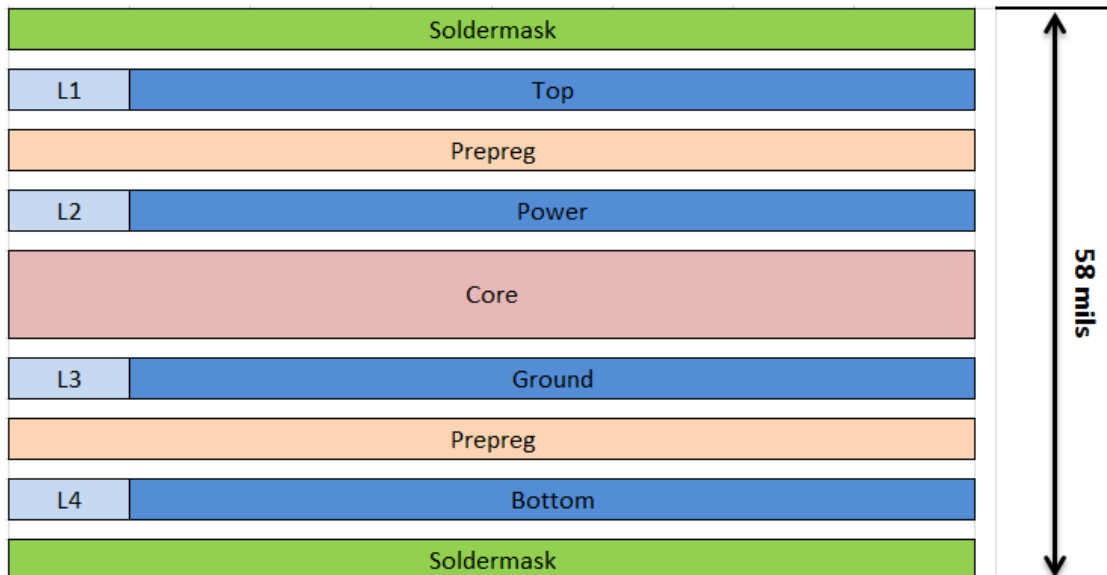 Soldermask
L1 Top
Prepreg
L2 Power
Core
L3 Ground
Prepreg
L4 Bottom
Soldermask
58 mils